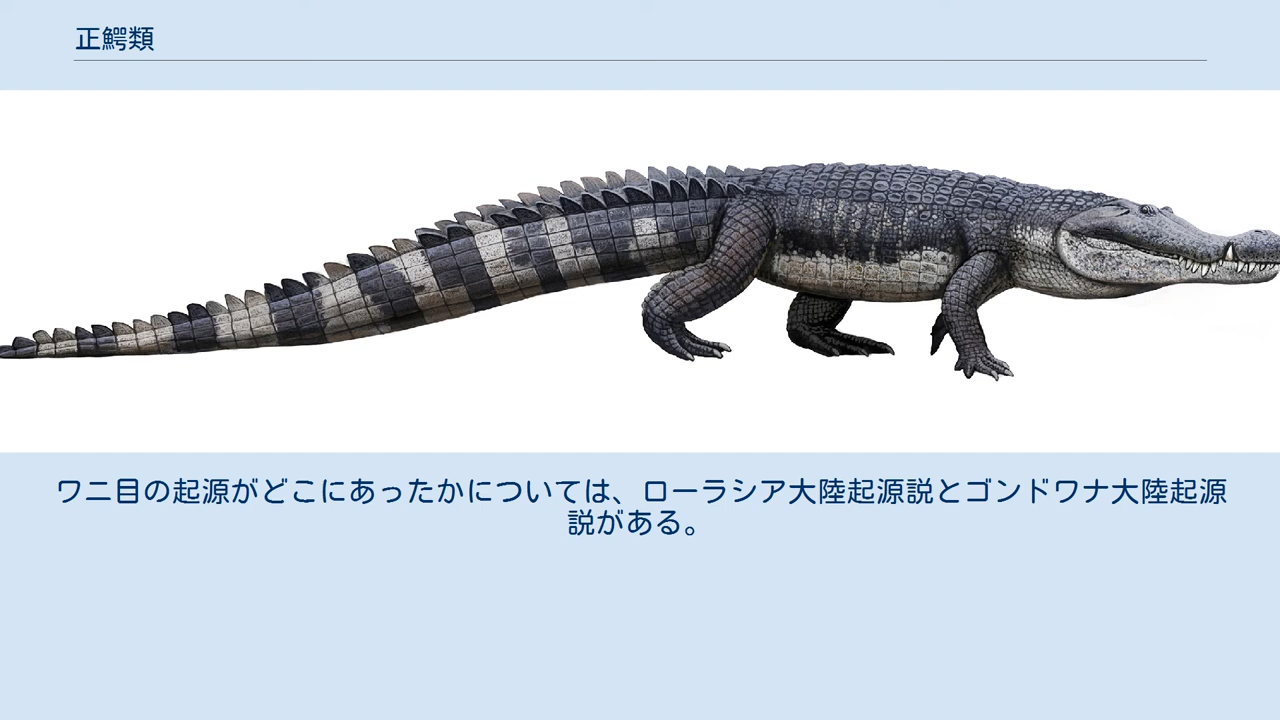 正鰐類
ワニ目の起源がどこにあったかについては、ローラシア大陸起源説とゴンドワナ大陸起源
説がある。